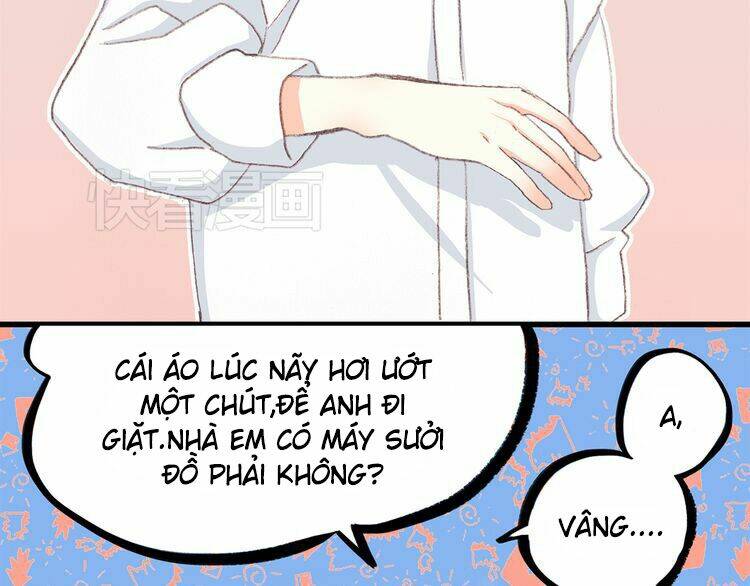 快看漫画
CÁI ÁO LÚC NÃY HƠI ƯỚT
MỘT CHÚT,ĐỂ ANH ĐI
GIẶT.NHÀ EM CÓ MÁY SƯỞI
ĐỒ PHẢI KHÔNG?
A,
VÂNG....